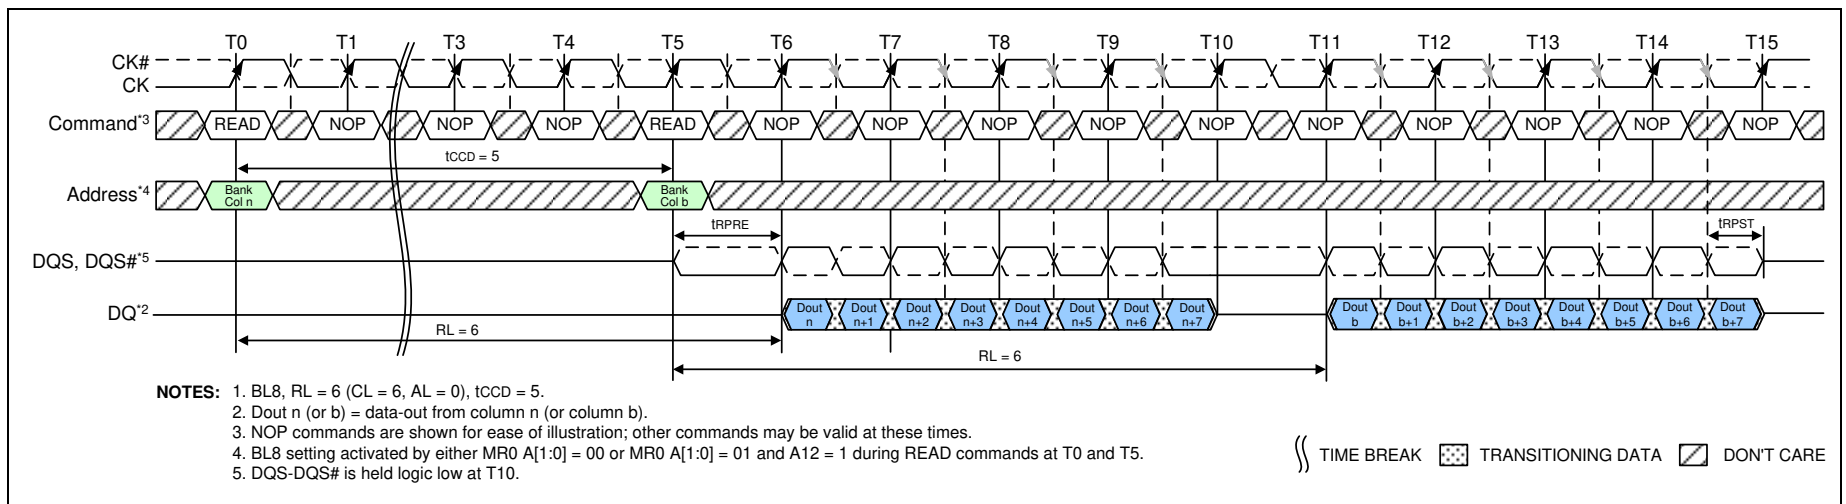 T0 T1 T3 T4 T5 T6 T7 T8 T9 T10 T11 T12 T13 T14 T15
CK#
CK
Command*3 READ NOP NOP NOP READ NOP NOP NOP NOP NOP NOP NOP NOP NOP
tCCD = 5
Address*4 Bank Col n Bank Col b
tRPRE tRPST
DQS, DQS#*5
DQ*2 Dout n Dout n+1 Dout n+2 Dout n+3 Dout n+4 Dout n+5 Dout n+6 Dout n+7 Dout b Dout b+1 Dout b+2 Dout b+3 Dout b+4 Dout b+5 Dout b+6 Dout b+7
RL = 6
RL = 6
NOTES: 1. BL8, RL = 6 (CL = 6, AL = 0), tCCD = 5.
2. Dout n (or b) = data-out from column n (or column b).
3. NOP commands are shown for ease of illustration; other commands may be valid at these times.
4. BL8 setting activated by either MR0 A[1:0] = 00 or MR0 A[1:0] = 01 and A12 = 1 during READ commands at T0 and T5.
5. DQS-DQS# is held logic low at T10.
TIME BREAK TRANSITIONING DATA DON'T CARE